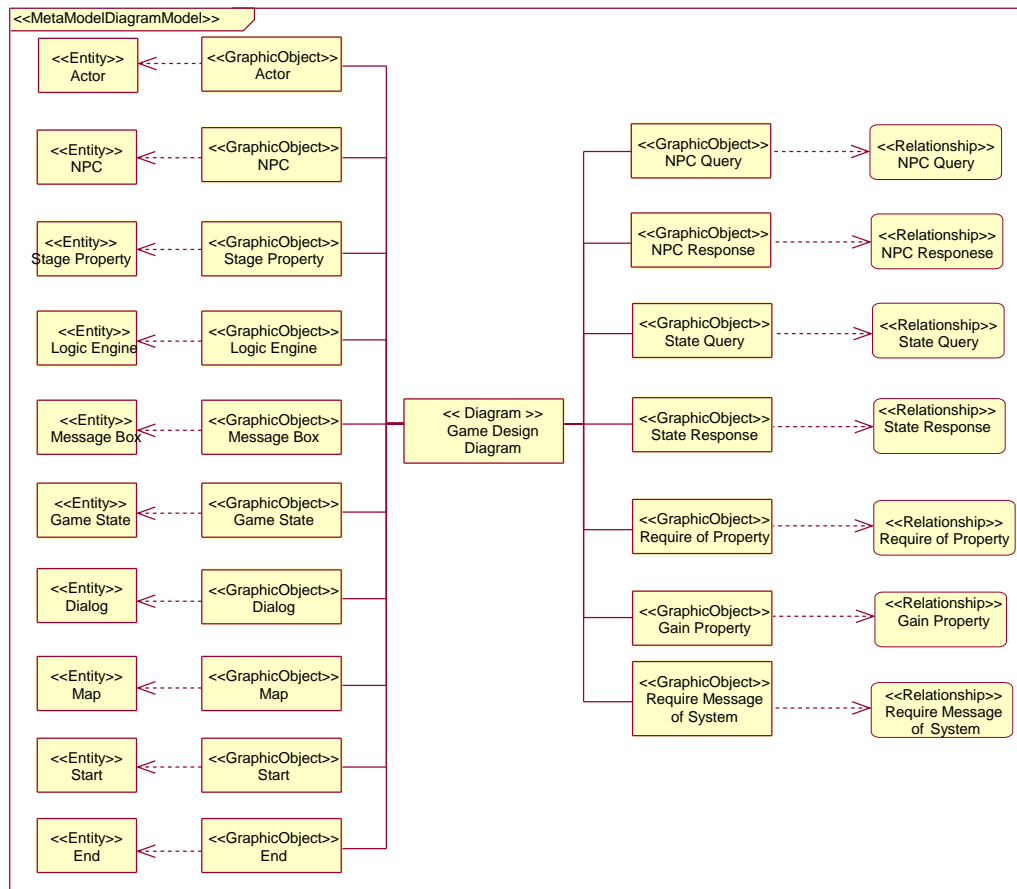 <<MetaModelDiagramModel>>
<<Entity>>
Actor
<<GraphicObject>>
Actor
<<Entity>>
NPC
<<GraphicObject>>
NPC
<<Entity>>
Stage Property
<<GraphicObject>>
Stage Property
<<Entity>>
Logic Engine
<<GraphicObject>>
Logic Engine
<<Entity>>
Message Box
<<GraphicObject>>
Message Box
<<Entity>>
Game State
<<GraphicObject>>
Game State
<<Entity>>
Dialog
<<GraphicObject>>
Dialog
<<Entity>>
Map
<<GraphicObject>>
Map
<<Entity>>
Start
<<GraphicObject>>
Start
<<Entity>>
End
<<GraphicObject>>
End
<< Diagram >>
Game Design
Diagram
<<GraphicObject>>
NPC Query
<<Relationship>>
NPC Query
<<GraphicObject>>
NPC Response
<<Relationship>>
NPC Responese
<<GraphicObject>>
State Query
<<Relationship>>
State Query
<<GraphicObject>>
State Response
<<Relationship>>
State Response
<<GraphicObject>>
Require of Property
<<Relationship>>
Require of Property
<<GraphicObject>>
Gain Property
<<Relationship>>
Gain Property
<<GraphicObject>>
Require Message
of System
<<Relationship>>
Require Message
of System